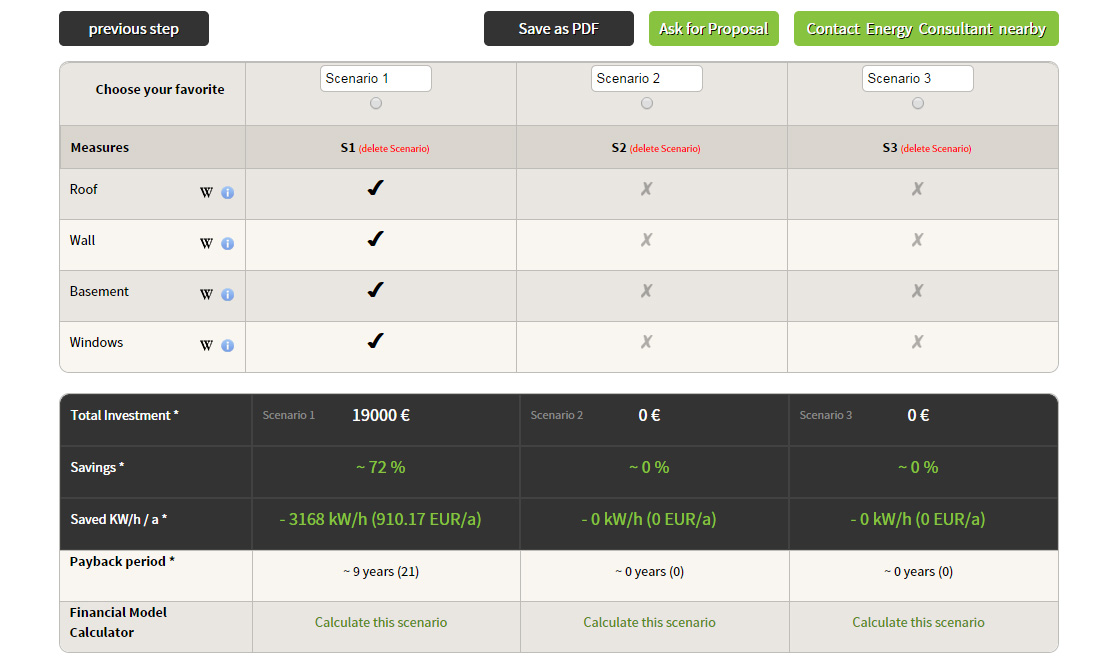 previous step Save as PDF Ask for Proposal Contact Energy Consultant nearby
Choose your favorite Scenario 1 Scenario 2 Scenario 3
Measures S1 (delete Scenario) S2 (delete Scenario) S3 (delete Scenario)
Roof W i ✔ ✘ ✘
Wall W i ✔ ✘ ✘
Basement W i ✔ ✘ ✘
Windows W i ✔ ✘ ✘
Total Investment * Scenario 1 19000 € Scenario 2 0 € Scenario 3 0 €
Savings * ~ 72 % ~ 0 % ~ 0 %
Saved KW/h / a * - 3168 kW/h (910.17 EUR/a) - 0 kW/h (0 EUR/a) - 0 kW/h (0 EUR/a)
Payback period * ~ 9 years (21) ~ 0 years (0) ~ 0 years (0)
Financial Model
Calculator Calculate this scenario Calculate this scenario Calculate this scenario